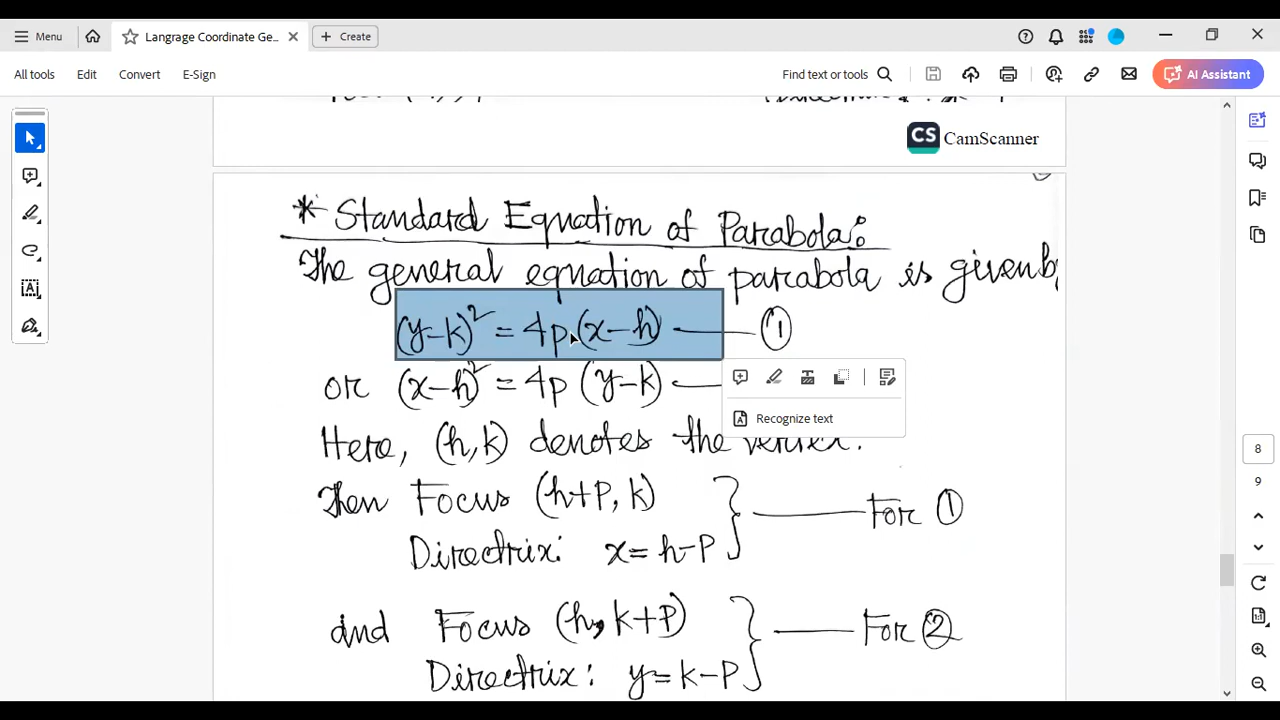 Menu
Langrage Coordinate Ge...
Create
All tools
Edit
Convert
E-Sign
Find text or tools
AI Assistant
CS CamScanner
* Standard Equation of Parabola:
The general equation of parabola is given b
(y-k)² = 4p(x-h) —— ①
or (x-h)² = 4p (y-k) ——
Here, (h,k) denotes the vertex.
Then Focus (h+P, k)
Directrix: x = h-P
For ①
and Focus (h, k+P)
Directrix: y = k-P
For ②
Recognize text
8
9